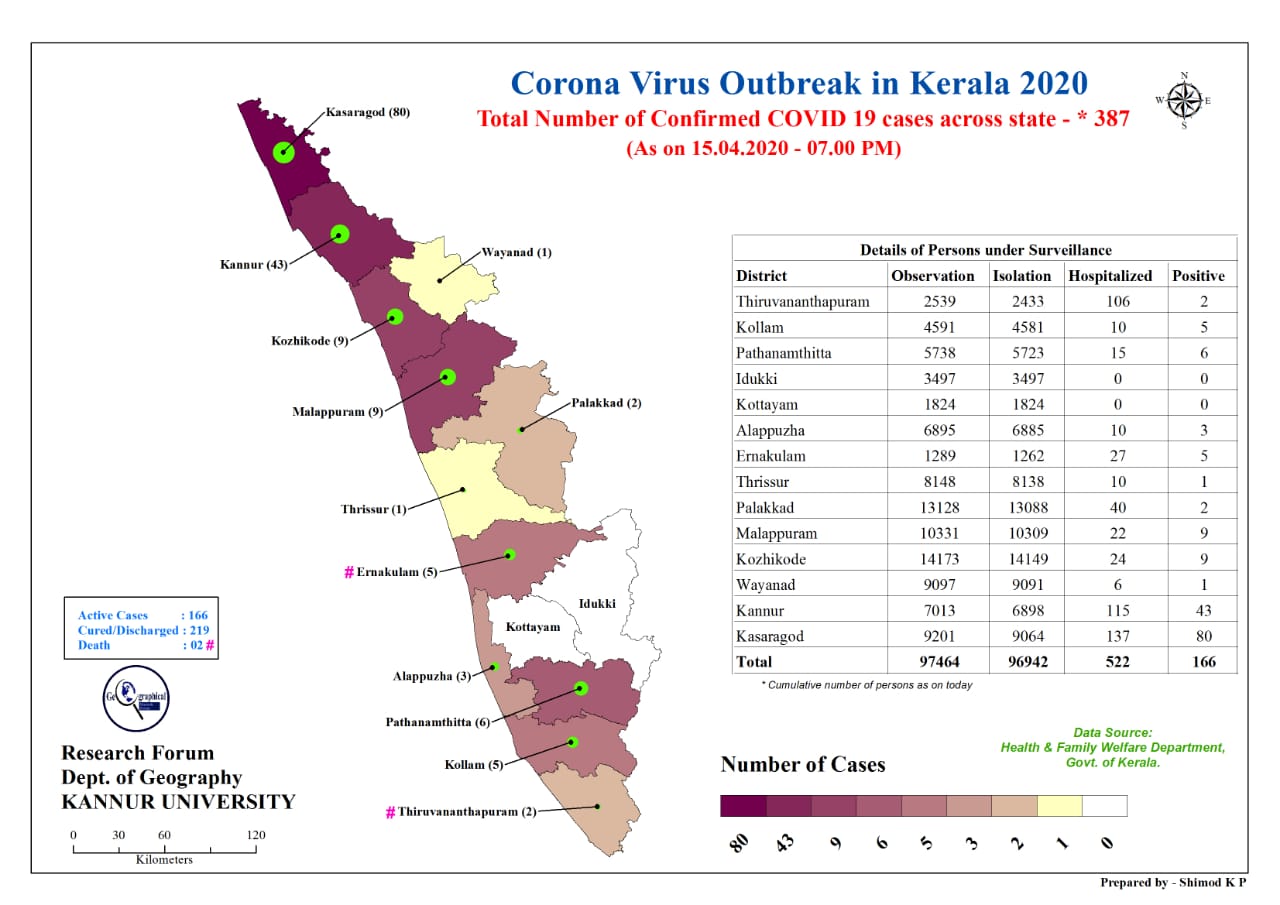 Corona Virus Outbreak in Kerala 2020
Total Number of Confirmed COVID 19 cases across state - * 387
(As on 15.04.2020 - 07.00 PM)
N
W E
S
Kasaragod (80)
Kannur (43)
Wayanad (1)
Kozhikode (9)
Malappuram (9)
Palakkad (2)
Thrissur (1)
# Ernakulam (5)
Idukki
Kottayam
Alappuzha (3)
Pathanamthitta (6)
Kollam (5)
# Thiruvananthapuram (2)
Details of Persons under Surveillance
District Observation Isolation Hospitalized Positive
Thiruvananthapuram 2539 2433 106 2
Kollam 4591 4581 10 5
Pathanamthitta 5738 5723 15 6
Idukki 3497 3497 0 0
Kottayam 1824 1824 0 0
Alappuzha 6895 6885 10 3
Ernakulam 1289 1262 27 5
Thrissur 8148 8138 10 1
Palakkad 13128 13088 40 2
Malappuram 10331 10309 22 9
Kozhikode 14173 14149 24 9
Wayanad 9097 9091 6 1
Kannur 7013 6898 115 43
Kasaragod 9201 9064 137 80
Total 97464 96942 522 166
* Cumulative number of persons as on today
Active Cases : 166
Cured/Discharged : 219
Death : 02 #
Geographical
Research Forum
Dept. of Geography
KANNUR UNIVERSITY
0 30 60 120
Kilometers
Data Source:
Health & Family Welfare Department,
Govt. of Kerala.
Number of Cases
80 43 9 6 5 3 2 1 0
Prepared by - Shimod K P